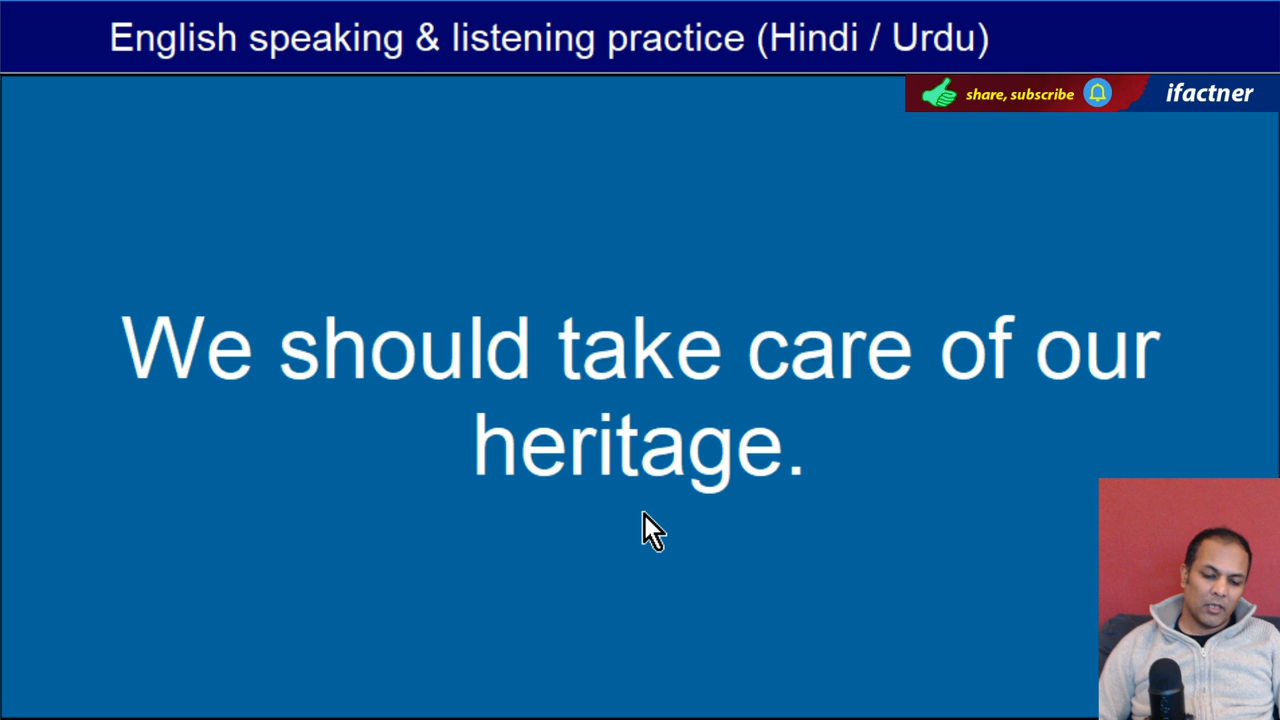 English speaking & listening practice (Hindi / Urdu)
share, subscribe
ifactner
We should take care of our
heritage.